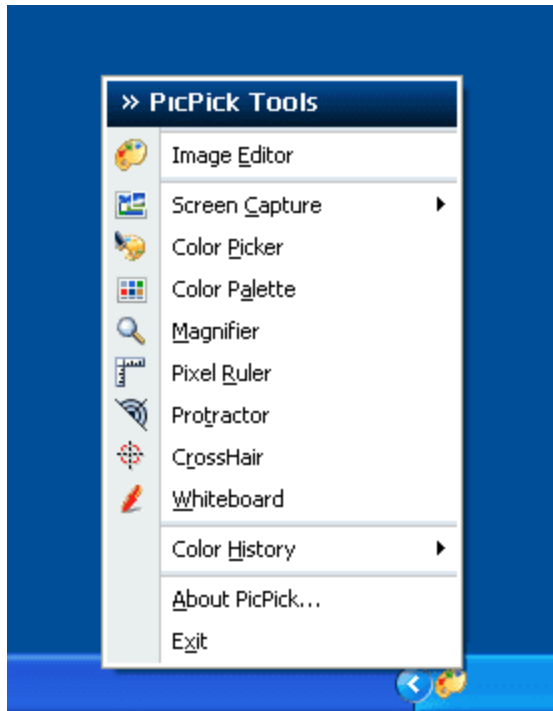 » PicPick Tools
Image Editor
Screen Capture
Color Picker
Color Palette
Magnifier
Pixel Ruler
Protractor
CrossHair
Whiteboard
Color History
About PicPick...
Exit